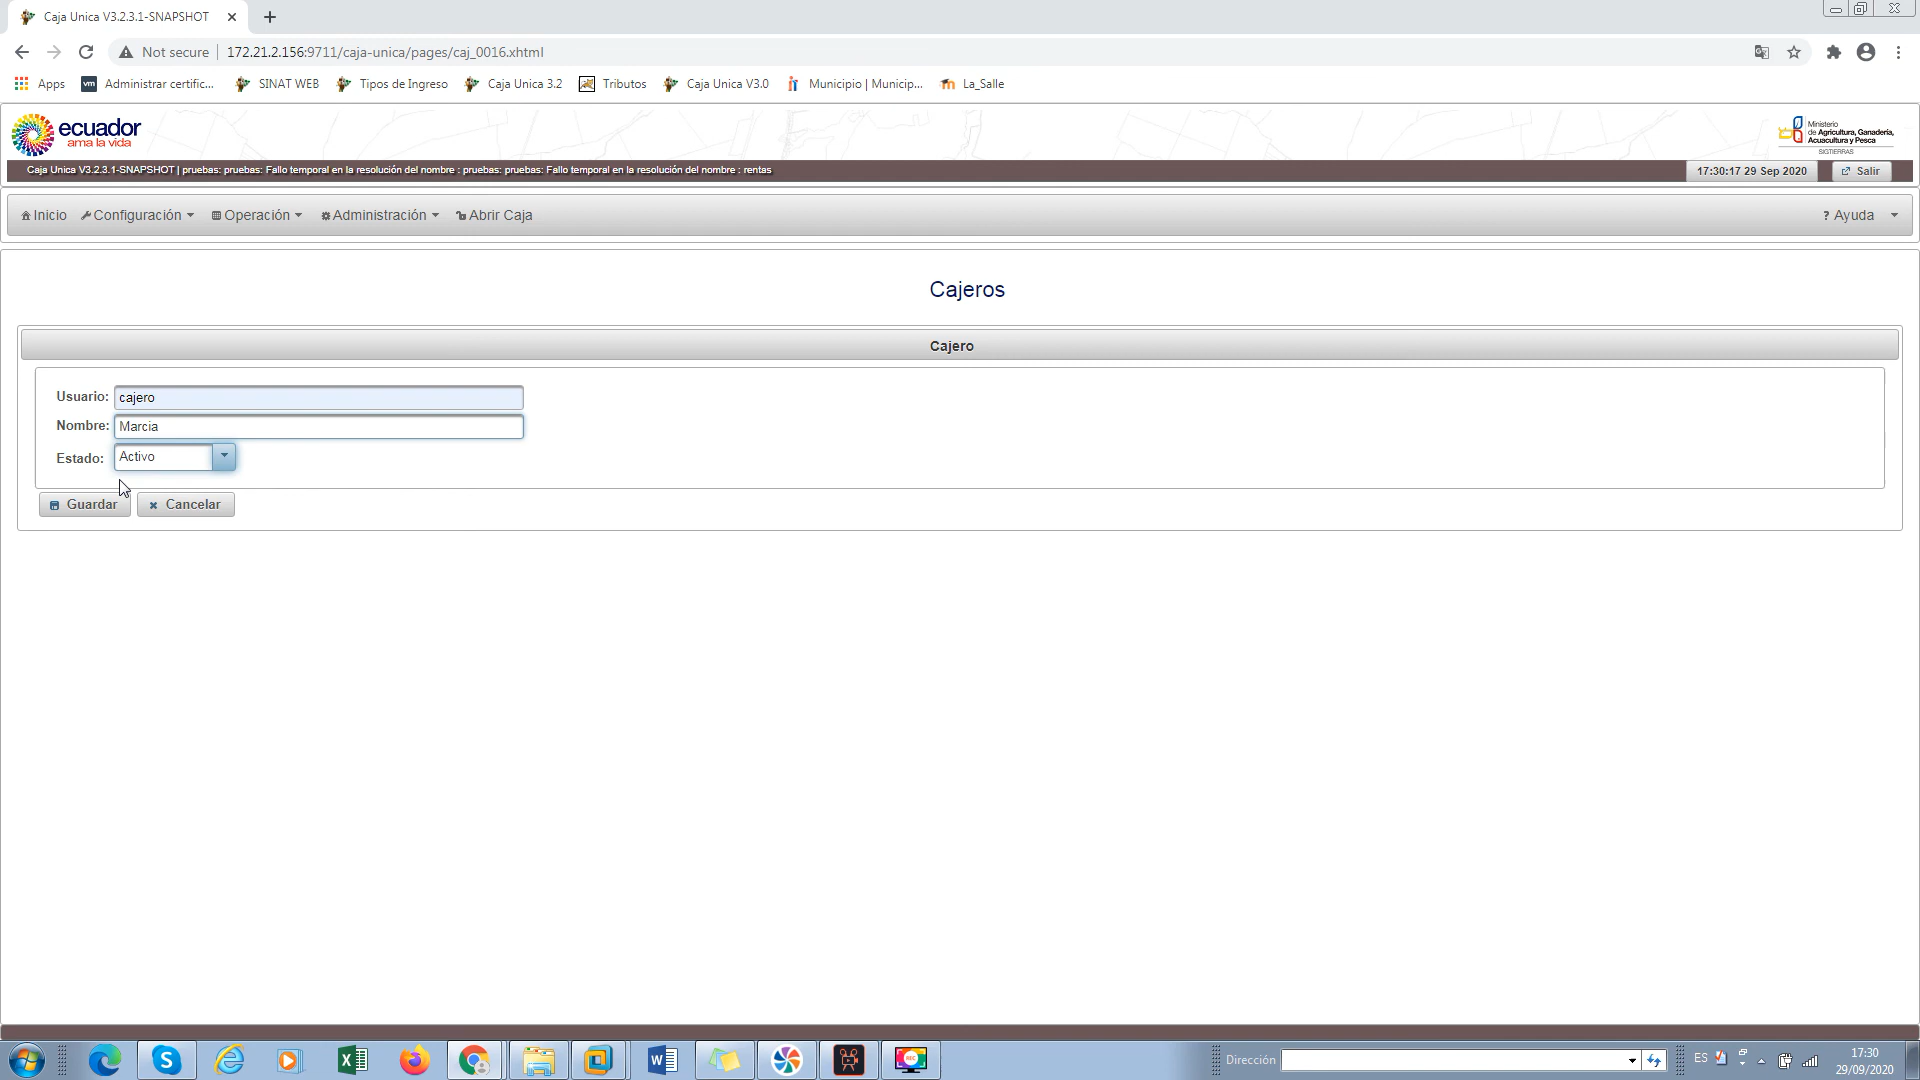 Caja Unica V3.2.3.1-SNAPSHOT
Not secure 172.21.2.156:9711/caja-unica/pages/caj_0016.xhtml
Apps Administrar certific... SINAT WEB Tipos de Ingreso Caja Unica 3.2 Tributos Caja Unica V3.0 Municipio | Municip... La_Salle
ecuador
ama la vida
Ministerio
de Agricultura, Ganadería,
Acuacultura y Pesca
SIGTIERRAS
Caja Unica V3.2.3.1-SNAPSHOT | pruebas: pruebas: Fallo temporal en la resolución del nombre : pruebas: pruebas: Fallo temporal en la resolución del nombre : rentas
17:30:17 29 Sep 2020 Salir
Inicio Configuración Operación Administración Abrir Caja ? Ayuda
Cajeros
Cajero
Usuario: cajero
Nombre: Marcia
Estado: Activo
Guardar Cancelar
Dirección ES 17:30
29/09/2020